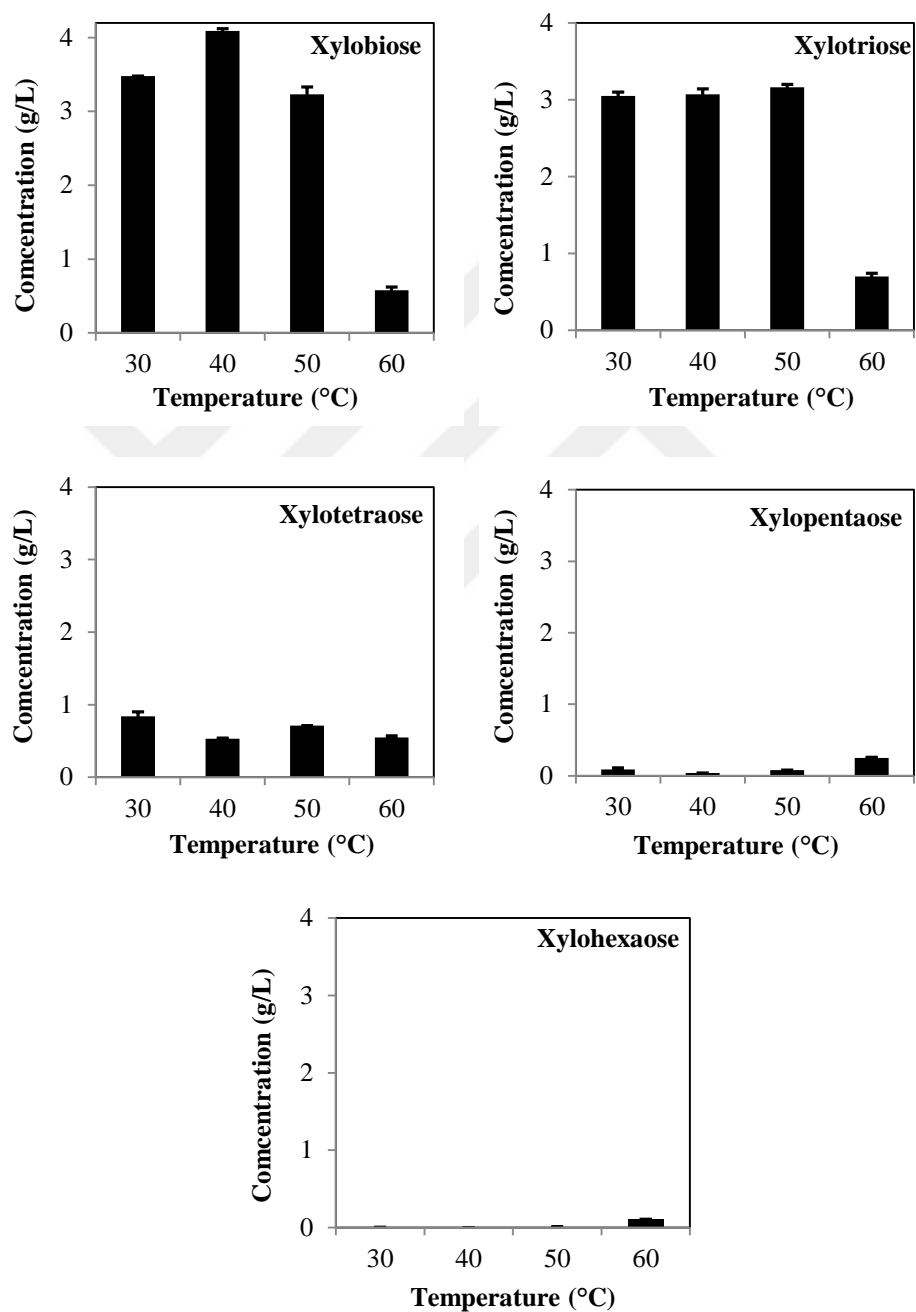 Xylobiose
Comcentration (g/L)
4
3
2
1
0
30 40 50 60
Temperature (°C)
Xylotriose
Comcentration (g/L)
4
3
2
1
0
30 40 50 60
Temperature (°C)
Xylotetraose
Comcentration (g/L)
4
3
2
1
0
30 40 50 60
Temperature (°C)
Xylopentaose
Comcentration (g/L)
4
3
2
1
0
30 40 50 60
Temperature (°C)
Xylohexaose
Comcentration (g/L)
4
3
2
1
0
30 40 50 60
Temperature (°C)